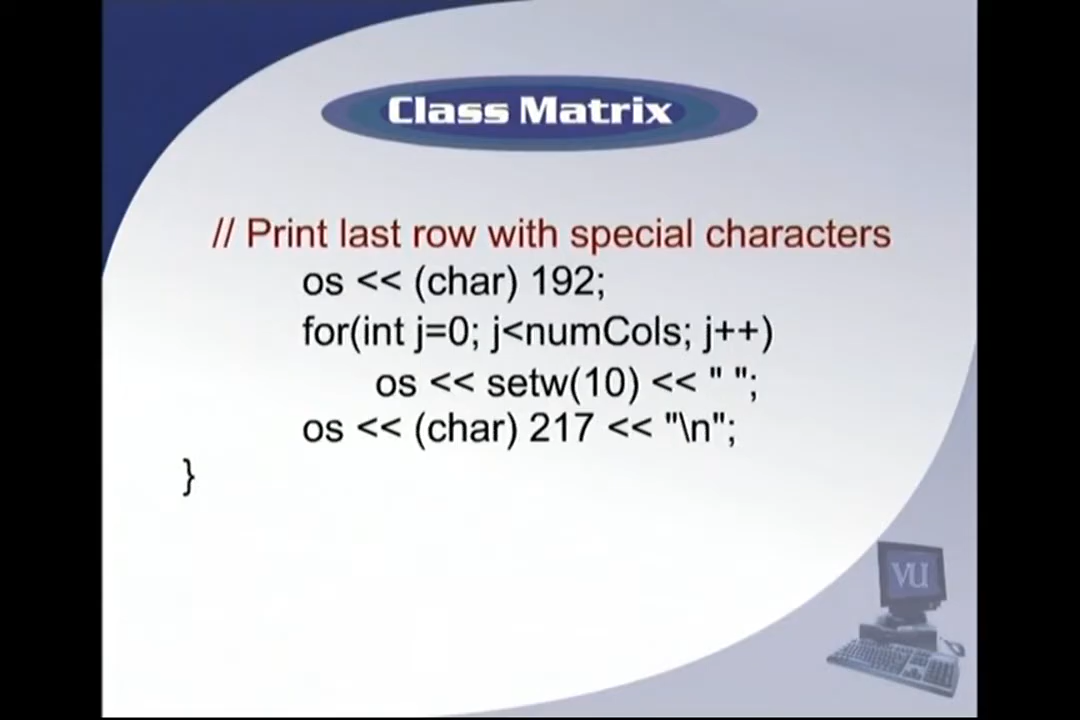 Class Matrix
// Print last row with special characters
os << (char) 192;
for(int j=0; j<numCols; j++)
os << setw(10) << " ";
os << (char) 217 << "\n";
}
VU